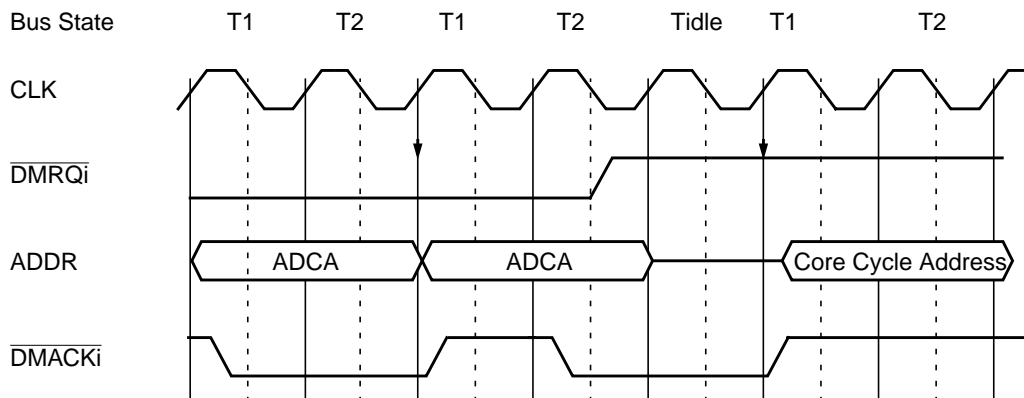 Bus State T1 T2 T1 T2 Tidle T1 T2
CLK
DMRQi
ADDR ADCA ADCA Core Cycle Address
DMACKi